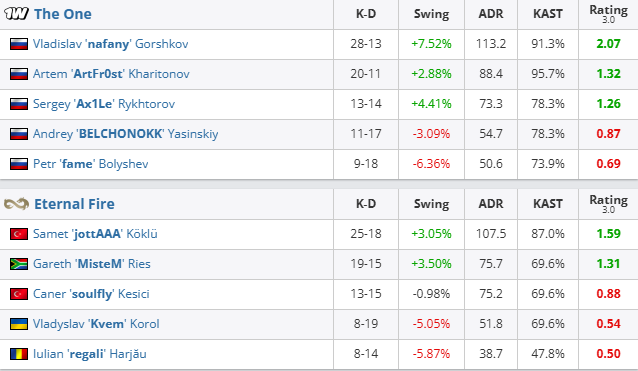 1W The One K-D Swing ADR KAST Rating 3.0
Vladislav 'nafany' Gorshkov 28-13 +7.52% 113.2 91.3% 2.07
Artem 'ArtFr0st' Kharitonov 20-11 +2.88% 88.4 95.7% 1.32
Sergey 'Ax1Le' Rykhtorov 13-14 +4.41% 73.3 78.3% 1.26
Andrey 'BELCHONOKK' Yasinskiy 11-17 -3.09% 54.7 78.3% 0.87
Petr 'fame' Bolyshev 9-18 -6.36% 50.6 73.9% 0.69
Eternal Fire K-D Swing ADR KAST Rating 3.0
Samet 'jottAAA' Köklü 25-18 +3.05% 107.5 87.0% 1.59
Gareth 'MisteM' Ries 19-15 +3.50% 75.7 69.6% 1.31
Caner 'soulfly' Kesici 13-15 -0.98% 75.2 69.6% 0.88
Vladyslav 'Kvem' Korol 8-19 -5.05% 51.8 69.6% 0.54
Iulian 'regali' Harjău 8-14 -5.87% 38.7 47.8% 0.50